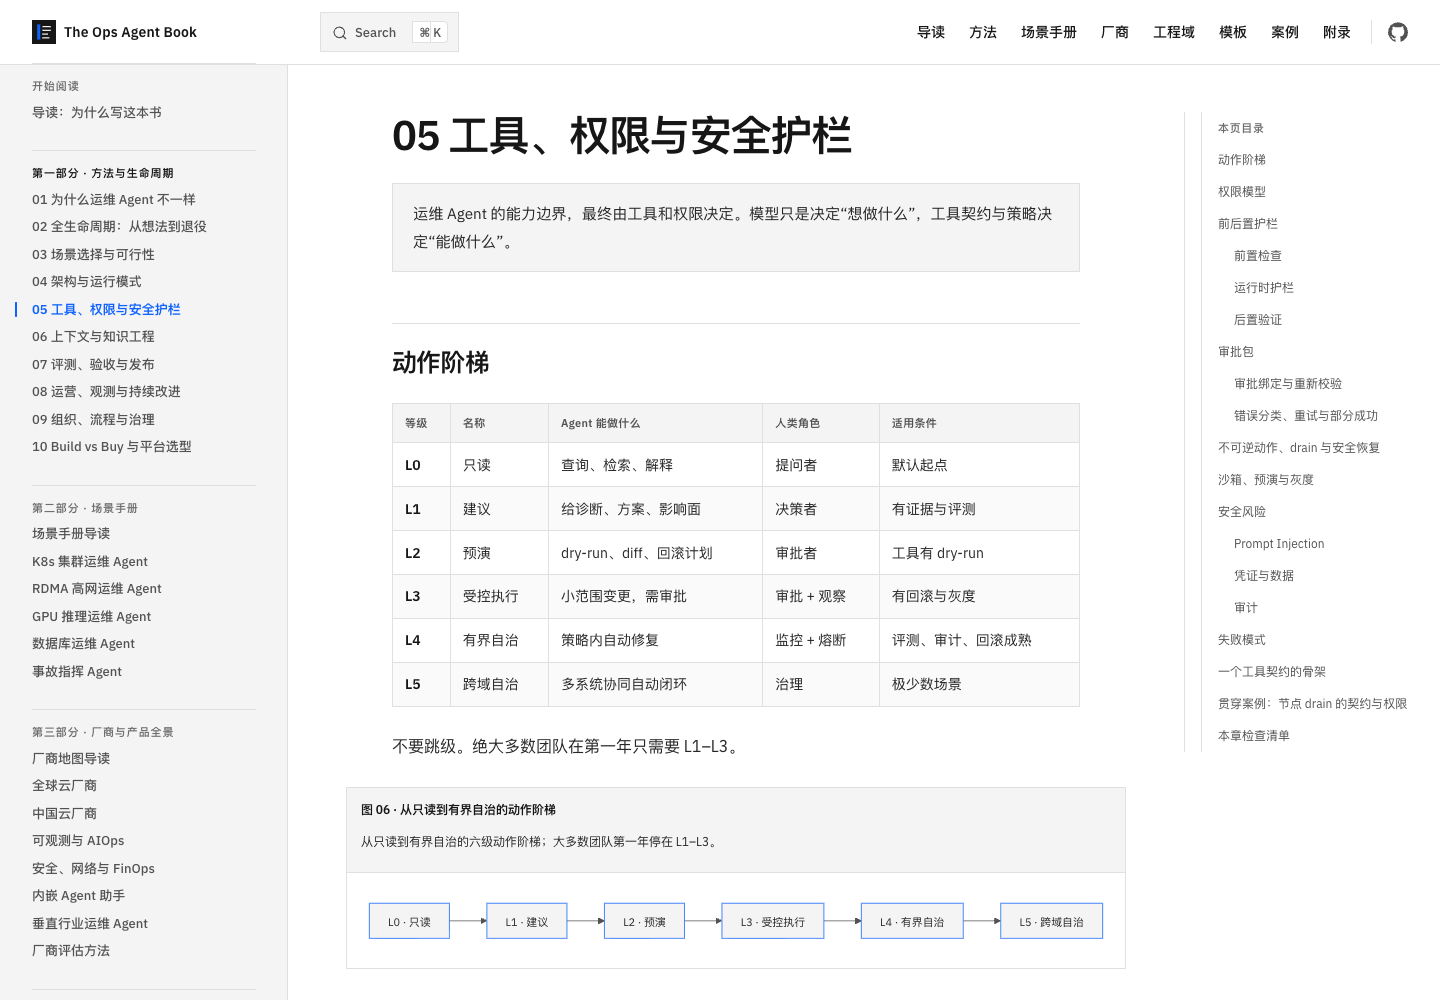 The Ops Agent Book
Search
⌘ K
导读
方法
场景手册
厂商
工程域
模板
案例
附录
开始阅读
导读：为什么写这本书
第一部分 · 方法与生命周期
01 为什么运维 Agent 不一样
02 全生命周期：从想法到退役
03 场景选择与可行性
04 架构与运行模式
05 工具、权限与安全护栏
06 上下文与知识工程
07 评测、验收与发布
08 运营、观测与持续改进
09 组织、流程与治理
10 Build vs Buy 与平台选型
第二部分 · 场景手册
场景手册导读
K8s 集群运维 Agent
RDMA 高网运维 Agent
GPU 推理运维 Agent
数据库运维 Agent
事故指挥 Agent
第三部分 · 厂商与产品全景
厂商地图导读
全球云厂商
中国云厂商
可观测与 AIOps
安全、网络与 FinOps
内嵌 Agent 助手
垂直行业运维 Agent
厂商评估方法
05 工具、权限与安全护栏
运维 Agent 的能力边界，最终由工具和权限决定。模型只是决定“想做什么”，工具契约与策略决
定“能做什么”。
动作阶梯
等级 名称 Agent 能做什么 人类角色 适用条件
L0 只读 查询、检索、解释 提问者 默认起点
L1 建议 给诊断、方案、影响面 决策者 有证据与评测
L2 预演 dry-run、diff、回滚计划 审批者 工具有 dry-run
L3 受控执行 小范围变更，需审批 审批 + 观察 有回滚与灰度
L4 有界自治 策略内自动修复 监控 + 熔断 评测、审计、回滚成熟
L5 跨域自治 多系统协同自动闭环 治理 极少数场景
不要跳级。绝大多数团队在第一年只需要 L1–L3。
图 06 · 从只读到有界自治的动作阶梯
从只读到有界自治的六级动作阶梯；大多数团队第一年停在 L1–L3。
L0 · 只读
L1 · 建议
L2 · 预演
L3 · 受控执行
L4 · 有界自治
L5 · 跨域自治
本页目录
动作阶梯
权限模型
前后置护栏
前置检查
运行时护栏
后置验证
审批包
审批绑定与重新校验
错误分类、重试与部分成功
不可逆动作、drain 与安全恢复
沙箱、预演与灰度
安全风险
Prompt Injection
凭证与数据
审计
失败模式
一个工具契约的骨架
贯穿案例：节点 drain 的契约与权限
本章检查清单